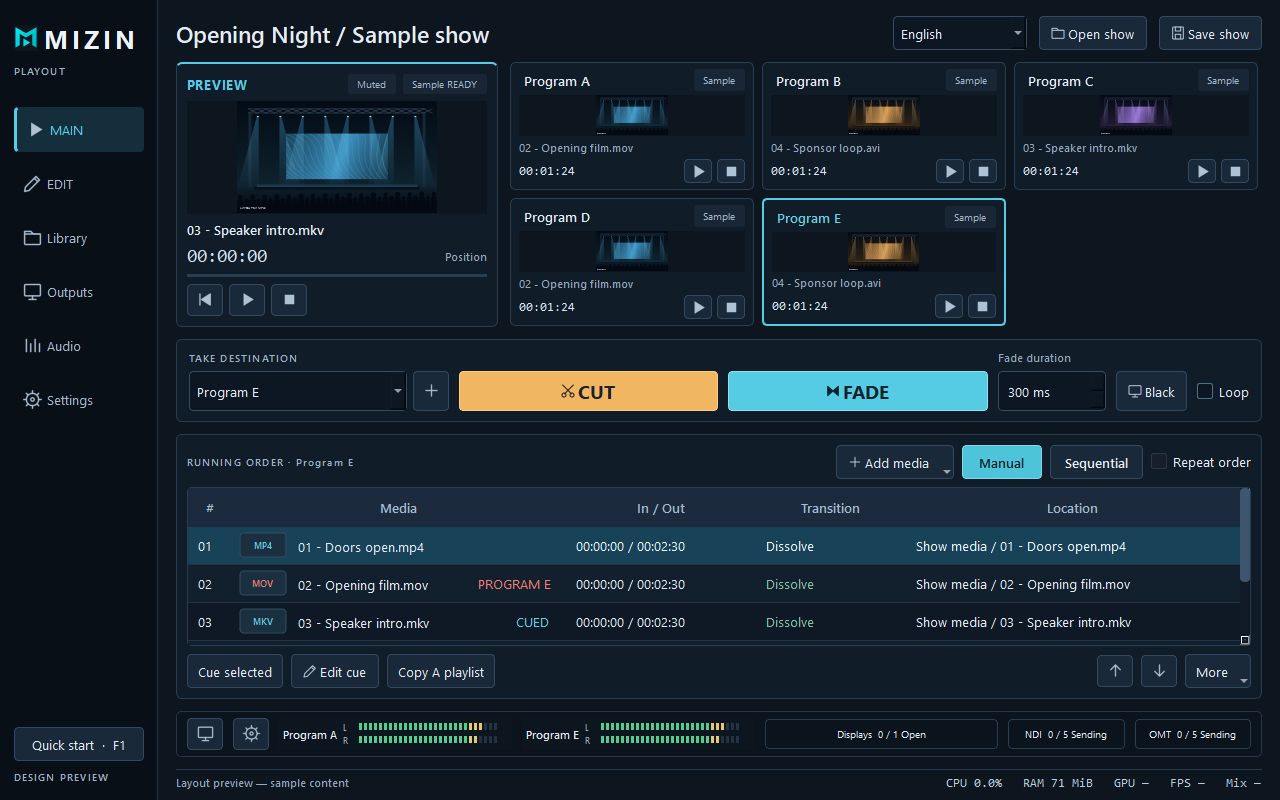 MIZIN
PLAYOUT
MAIN
EDIT
Library
Outputs
Audio
Settings
Quick start · F1
DESIGN PREVIEW
Opening Night / Sample show
English
Open show
Save show
PREVIEW
Muted
Sample READY
03 - Speaker intro.mkv
00:00:00
Position
Program A
Sample
02 - Opening film.mov
00:01:24
Program B
Sample
04 - Sponsor loop.avi
00:01:24
Program C
Sample
03 - Speaker intro.mkv
00:01:24
Program D
Sample
02 - Opening film.mov
00:01:24
Program E
Sample
04 - Sponsor loop.avi
00:01:24
TAKE DESTINATION
Program E
CUT
FADE
Fade duration
300 ms
Black
Loop
RUNNING ORDER · Program E
Add media
Manual
Sequential
Repeat order
# Media In / Out Transition Location
01 MP4 01 - Doors open.mp4 00:00:00 / 00:02:30 Dissolve Show media / 01 - Doors open.mp4
02 MOV 02 - Opening film.mov PROGRAM E 00:00:00 / 00:02:30 Dissolve Show media / 02 - Opening film.mov
03 MKV 03 - Speaker intro.mkv CUED 00:00:00 / 00:02:30 Dissolve Show media / 03 - Speaker intro.mkv
Cue selected
Edit cue
Copy A playlist
More
Program A
L
R
Program E
L
R
Displays 0 / 1 Open
NDI 0 / 5 Sending
OMT 0 / 5 Sending
Layout preview — sample content
CPU 0.0% RAM 71 MiB GPU — FPS — Mix —